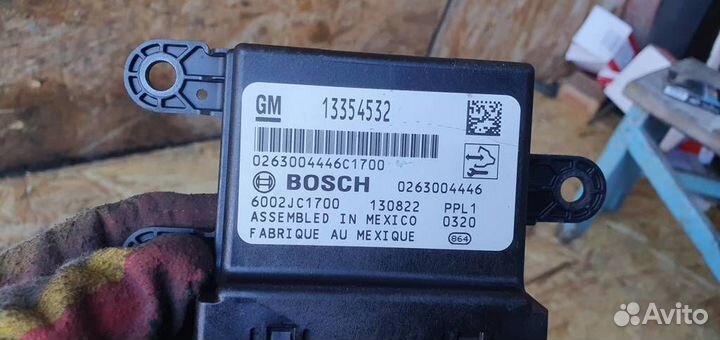 GM 13354532
0263004446C1700
BOSCH 0263004446
6002JC1700 130822 PPL1
ASSEMBLED IN MEXICO 0320
FABRIQUE AU MEXIQUE 864
Avito